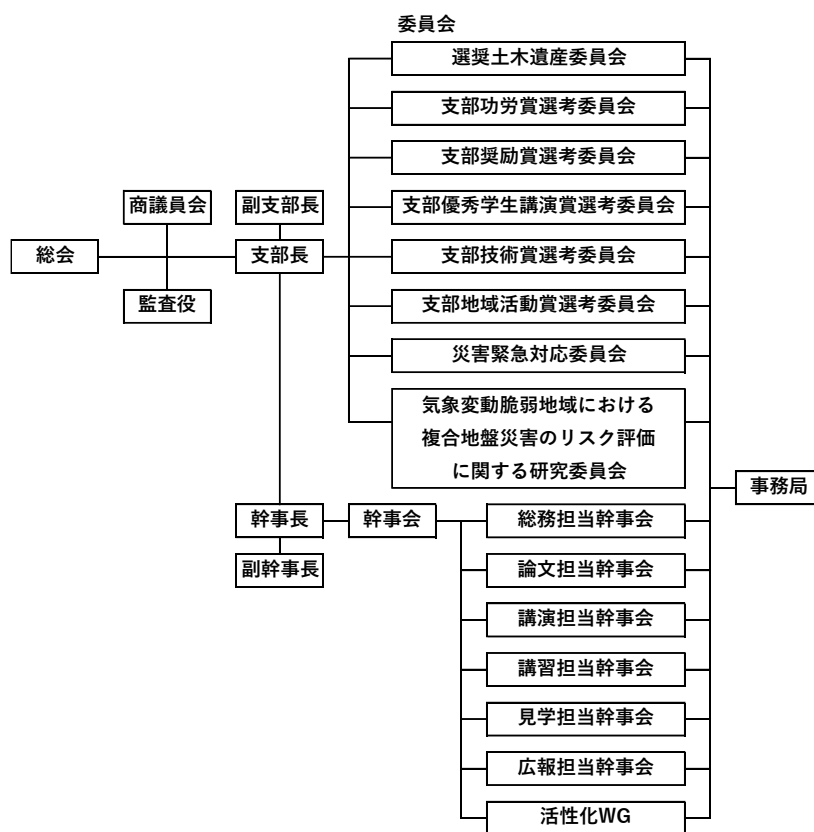 委員会
選奨土木遺産委員会
支部功労賞選考委員会
支部奨励賞選考委員会
商議員会
副支部長
支部優秀学生講演賞選考委員会
総会
支部長
支部技術賞選考委員会
監査役
支部地域活動賞選考委員会
災害緊急対応委員会
気象変動脆弱地域における
複合地盤災害のリスク評価
に関する研究委員会
事務局
幹事長
幹事会
総務担当幹事会
副幹事長
論文担当幹事会
講演担当幹事会
講習担当幹事会
見学担当幹事会
広報担当幹事会
活性化WG